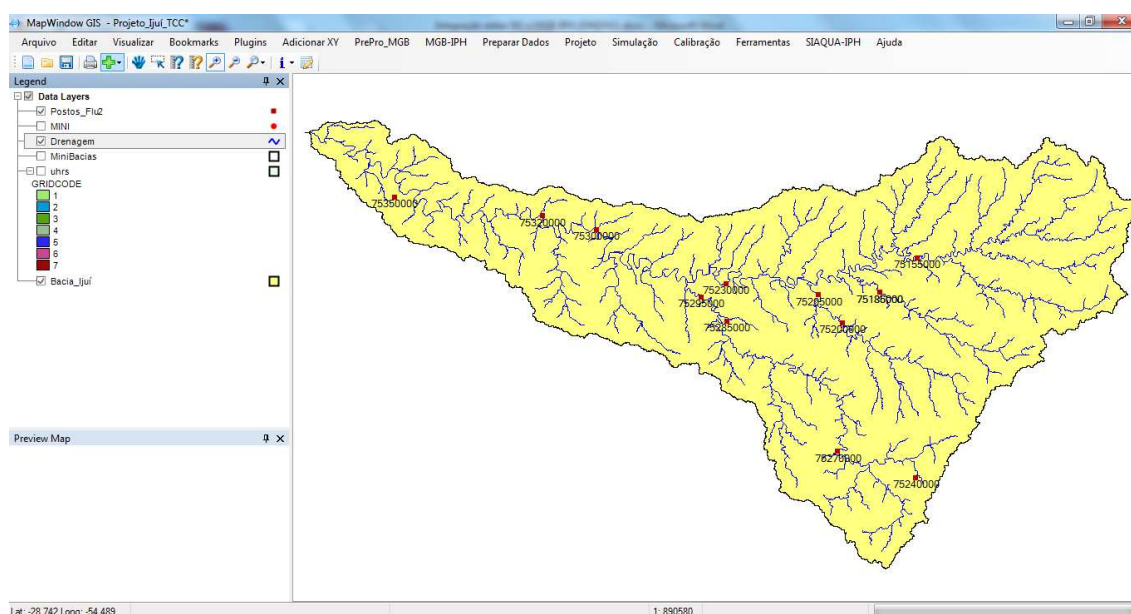 MapWindow GIS - Projeto_Ijuí_TCC*
Arquivo Editar Visualizar Bookmarks Plugins Adicionar XY PrePro_MGB MGB-IPH Preparar Dados Projeto Simulação Calibração Ferramentas SIAQUA-IPH Ajuda
Legend
Data Layers
Postos_Flu2
MINI
Drenagem
MiniBacias
uhrs
GRIDCODE
1
2
3
4
5
6
7
Bacia_Ijuí
Preview Map
75350000
75320000
75300000
75155000
75230000
75295000
75205000
75185000
75285000
75200000
75270000
75240000
Lat: -28.742 Long: -54.489
1: 890580